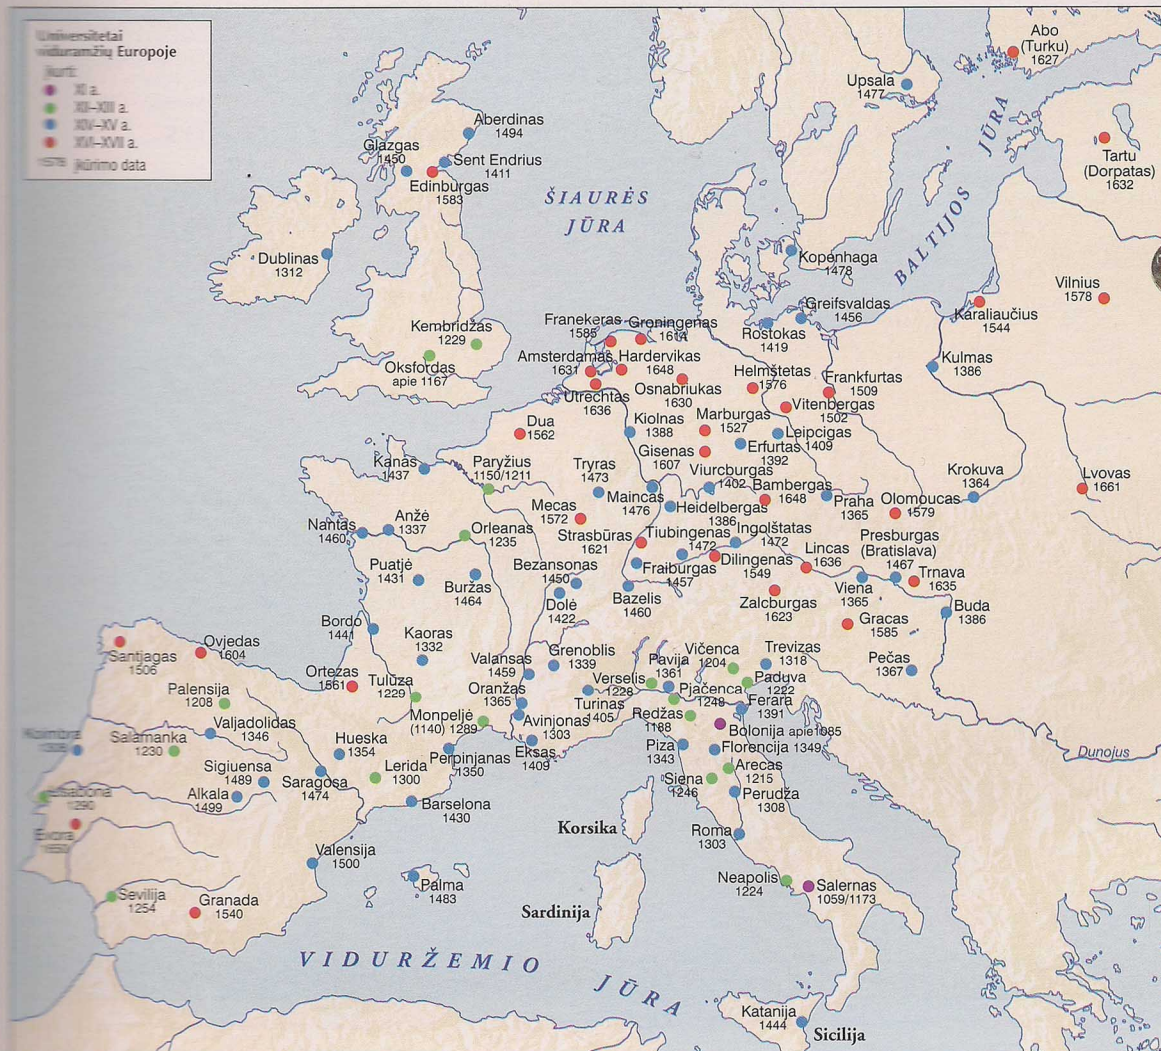 Universitetai
viduramžių Europoje
Įkurti:
XI a.
XII–XIII a.
XIV–XV a.
XVI–XVII a.
1578 Įkūrimo data
Abo
(Turku)
1627
Upsala
1477
Tartu
(Dorpatas)
1632
Aberdinas
1494
Glazgas
1450
Sent Endrius
1411
Edinburgas
1583
ŠIAURĖS
JŪRA
BALTIJOS JŪRA
Dublinas
1312
Kopenhaga
1478
Vilnius
1578
Karaliaučius
1544
Greifsvaldas
1456
Rostokas
1419
Kulmas
1386
Kembridžas
1229
Oksfordas
apie 1167
Franekeras
1585
Groningenas
1614
Amsterdamas
1631
Hardervikas
1648
Utrechtas
1636
Osnabriukas
1630
Helmštetas
1576
Frankfurtas
1509
Vitenbergas
1502
Dua
1562
Kiolnas
1388
Marburgas
1527
Leipcigas
1409
Erfurtas
1392
Gisenas
1607
Kanas
1437
Paryžius
1150/1211
Tryras
1473
Maincas
1476
Viurcburgas
1402
Bambergas
1648
Heidelbergas
1386
Praha
1365
Krokuva
1364
Olomoucas
1579
Lvovas
1661
Mecas
1572
Nantas
1460
Anžė
1337
Orleanas
1235
Strasbūras
1621
Tiubingenas
1472
Ingolštatas
1472
Presburgas
(Bratislava)
1467
Puatjė
1431
Buržas
1464
Bezansonas
1450
Fraiburgas
1457
Dilingenas
1549
Lincas
1636
Viena
1365
Trnava
1635
Dolė
1422
Bazelis
1460
Zalcburgas
1623
Gracas
1585
Buda
1386
Bordo
1441
Kaoras
1332
Pečas
1367
Santjagas
1506
Ovjedas
1604
Ortezas
1561
Tulūza
1229
Valansas
1459
Grenoblis
1339
Oranžas
1365
Verselis
1228
Pavija
1361
Vičenca
1204
Trevizas
1318
Paduva
1222
Pjačenca
1248
Turinas
1405
Ferara
1391
Palensija
1208
Monpeljė
(1140) 1289
Avinjonas
1303
Redžas
1188
Bolonija apie1085
Koimbra
1308
Salamanka
1230
Valjadolidas
1346
Hueska
1354
Perpinjanas
1350
Eksas
1409
Piza
1343
Florencija 1349
Dunojus
Sigiuensa
1489
Saragosa
1474
Lerida
1300
Siena
1246
Arecas
1215
Lisabona
1290
Alkala
1499
Barselona
1430
Perudža
1308
Evora
Korsika
Roma
1303
Valensija
1500
Palma
1483
Neapolis
1224
Salernas
1059/1173
Sevilija
1254
Granada
1540
Sardinija
VIDURŽEMIO JŪRA
Katanija
1444
Sicilija